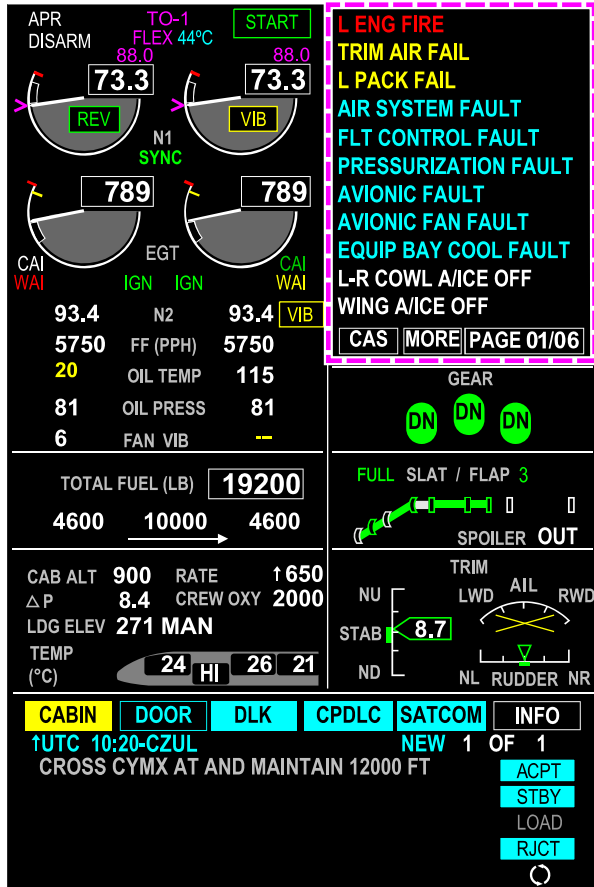 APR TO-1 START
DISARM FLEX 44ºC
88.0 88.0
73.3 73.3
REV VIB
N1
SYNC
789 789
EGT
CAI CAI
WAI IGN IGN WAI
93.4 N2 93.4 VIB
5750 FF (PPH) 5750
20 OIL TEMP 115
81 OIL PRESS 81
6 FAN VIB --
L ENG FIRE
TRIM AIR FAIL
L PACK FAIL
AIR SYSTEM FAULT
FLT CONTROL FAULT
PRESSURIZATION FAULT
AVIONIC FAULT
AVIONIC FAN FAULT
EQUIP BAY COOL FAULT
L-R COWL A/ICE OFF
WING A/ICE OFF
CAS MORE PAGE 01/06
GEAR
DN DN DN
TOTAL FUEL (LB) 19200
4600 10000 4600
FULL SLAT / FLAP 3
SPOILER OUT
CAB ALT 900 RATE ↑650
△P 8.4 CREW OXY 2000
LDG ELEV 271 MAN
TEMP
(°C) 24 HI 26 21
TRIM
NU LWD AIL RWD
STAB 8.7
ND NL RUDDER NR
CABIN DOOR DLK CPDLC SATCOM INFO
↑UTC 10:20-CZUL NEW 1 OF 1
CROSS CYMX AT AND MAINTAIN 12000 FT
ACPT
STBY
LOAD
RJCT